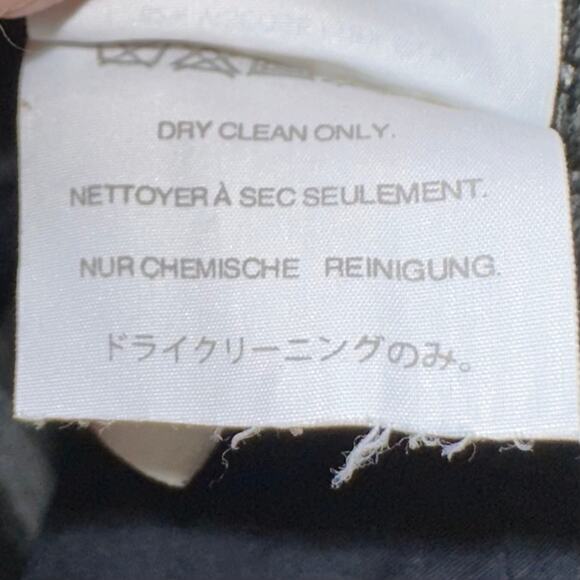 DRY CLEAN ONLY.
NETTOYER À SEC SEULEMENT.
NUR CHEMISCHE REINIGUNG.
ドライクリーニングのみ。